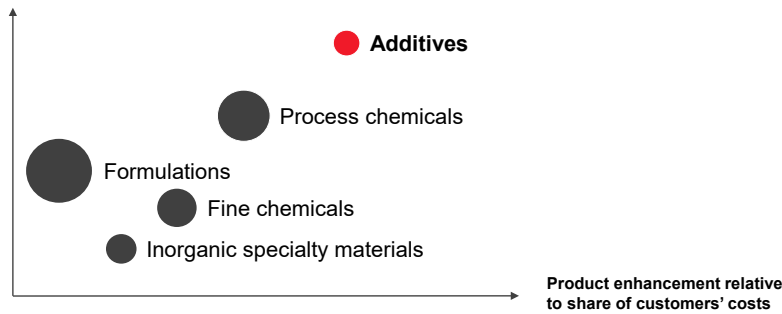 Additives
Process chemicals
Formulations
Fine chemicals
Inorganic specialty materials
Product enhancement relative
to share of customers’ costs